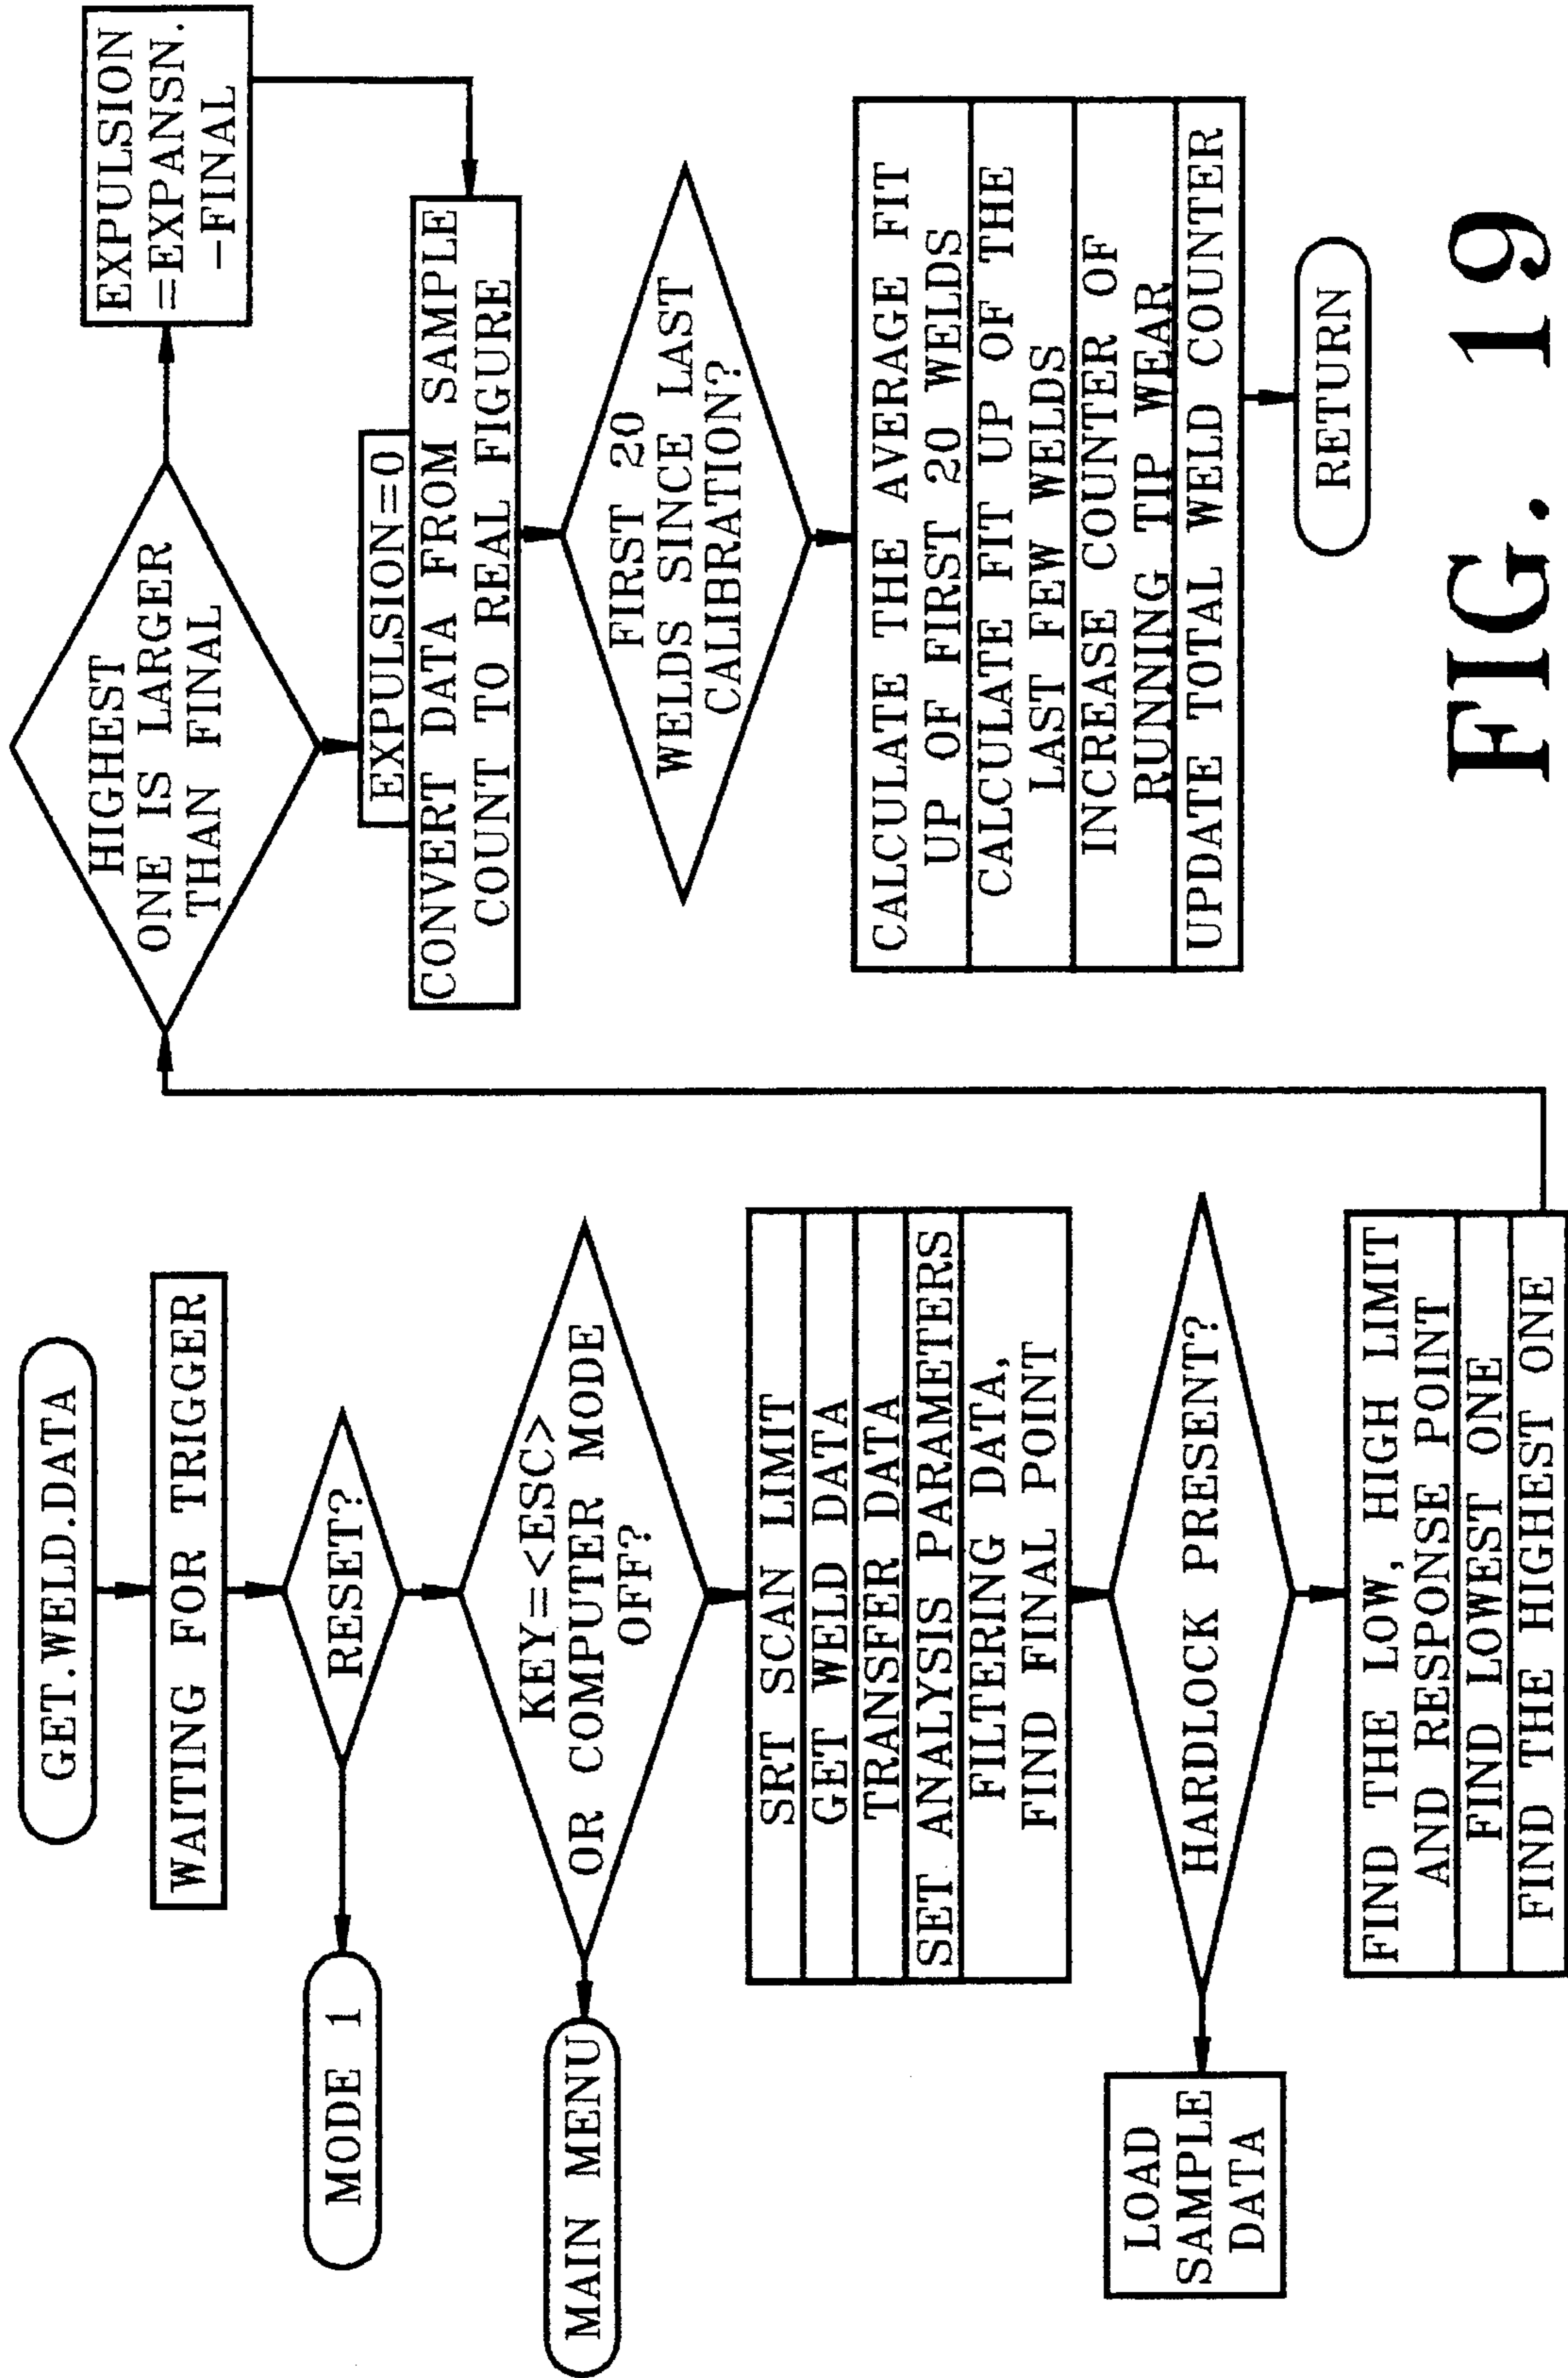 GET.WELD.DATA
WAITING FOR TRIGGER
RESET?
MODE 1
KEY=<ESC>
OR COMPUTER MODE
OFF?
MAIN MENU
SRT SCAN LIMIT
GET WELD DATA
TRANSFER DATA
SET ANALYSIS PARAMETERS
FILTERING DATA,
FIND FINAL POINT
HARDLOCK PRESENT?
LOAD
SAMPLE
DATA
FIND THE LOW, HIGH LIMIT
AND RESPONSE POINT
FIND LOWEST ONE
FIND THE HIGHEST ONE
HIGHEST
ONE IS LARGER
THAN FINAL
EXPULSION
=EXPANSN.
-FINAL
EXPULSION=0
CONVERT DATA FROM SAMPLE
COUNT TO REAL FIGURE
FIRST 20
WELDS SINCE LAST
CALIBRATION?
CALCULATE THE AVERAGE FIT
UP OF FIRST 20 WELDS
CALCULATE FIT UP OF THE
LAST FEW WELDS
INCREASE COUNTER OF
RUNNING TIP WEAR
UPDATE TOTAL WELD COUNTER
RETURN
FIG. 19